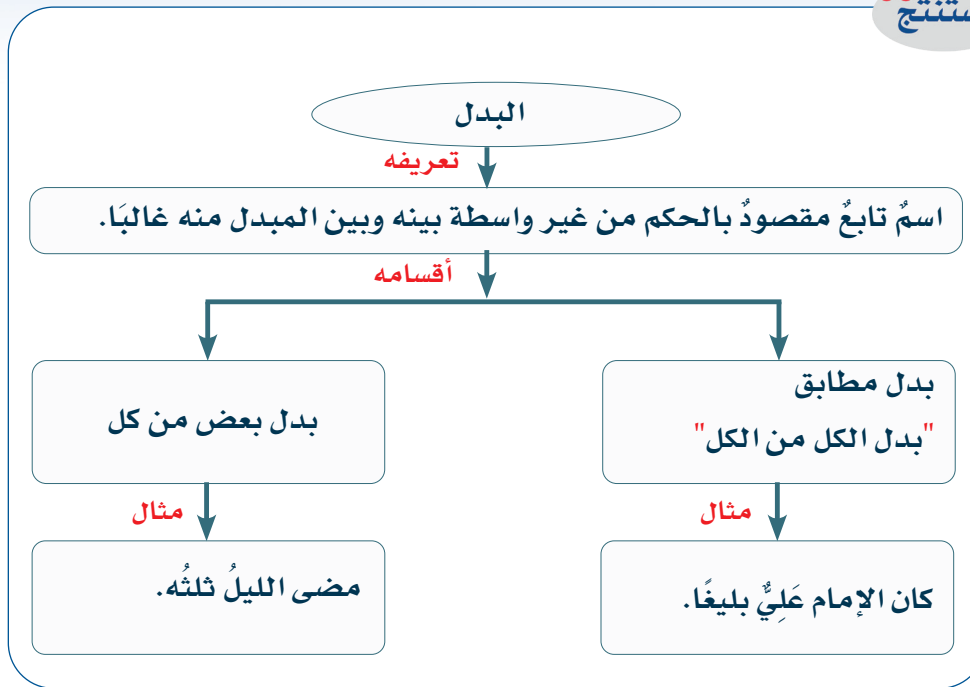 البدل
تعريفه
اسمٌ تابعٌ مقصودٌ بالحكم من غير واسطة بينه وبين المبدل منه غالبَا.
أقسامه
بدل مطابق
"بدل الكل من الكل"
مثال
كان الإمام عَلِيٌّ بليغًا.
بدل بعض من كل
مثال
مضى الليلُ ثلثُه.